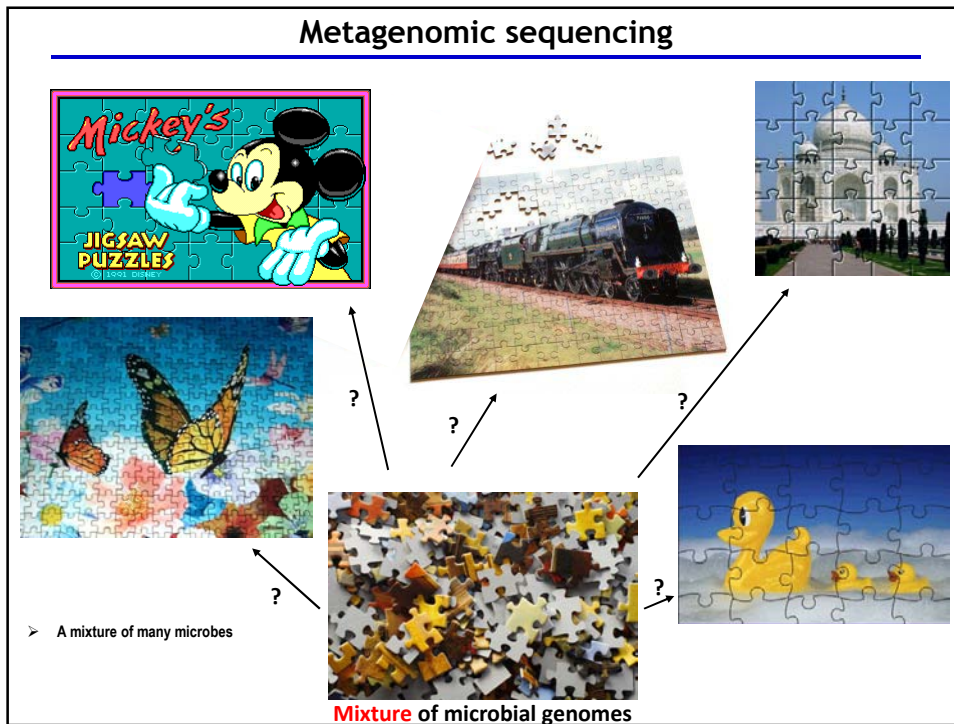 Metagenomic sequencing
Mickey's
JIGSAW
PUZZLES
© 1991 DISNEY
?
?
?
?
?
➢ A mixture of many microbes
Mixture of microbial genomes